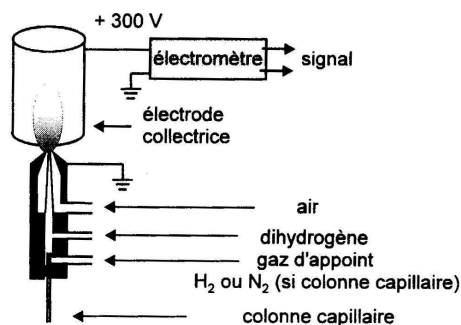 + 300 V
électromètre
signal
électrode
collectrice
air
dihydrogène
gaz d'appoint
H₂ ou N₂ (si colonne capillaire)
colonne capillaire